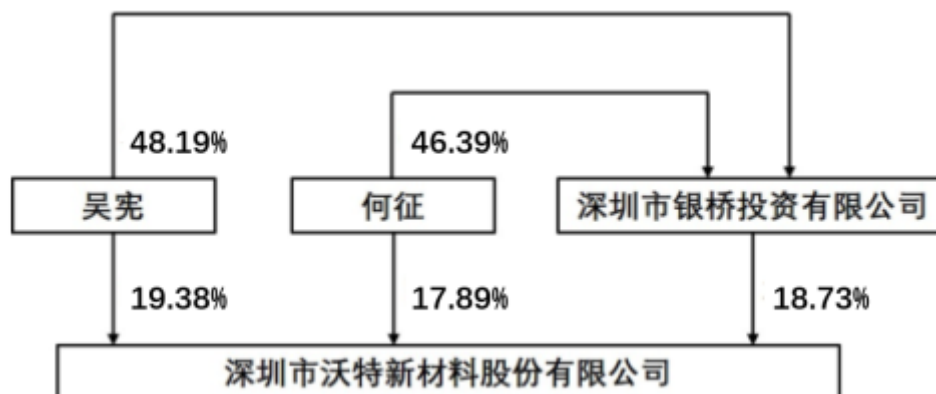 48.19% 46.39%
吴宪 何征 深圳市银桥投资有限公司
19.38% 17.89% 18.73%
深圳市沃特新材料股份有限公司